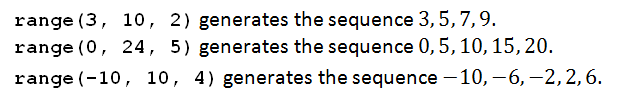 range(3, 10, 2) generates the sequence 3, 5, 7, 9.
range(0, 24, 5) generates the sequence 0, 5, 10, 15, 20.
range(-10, 10, 4) generates the sequence −10, −6, −2, 2, 6.